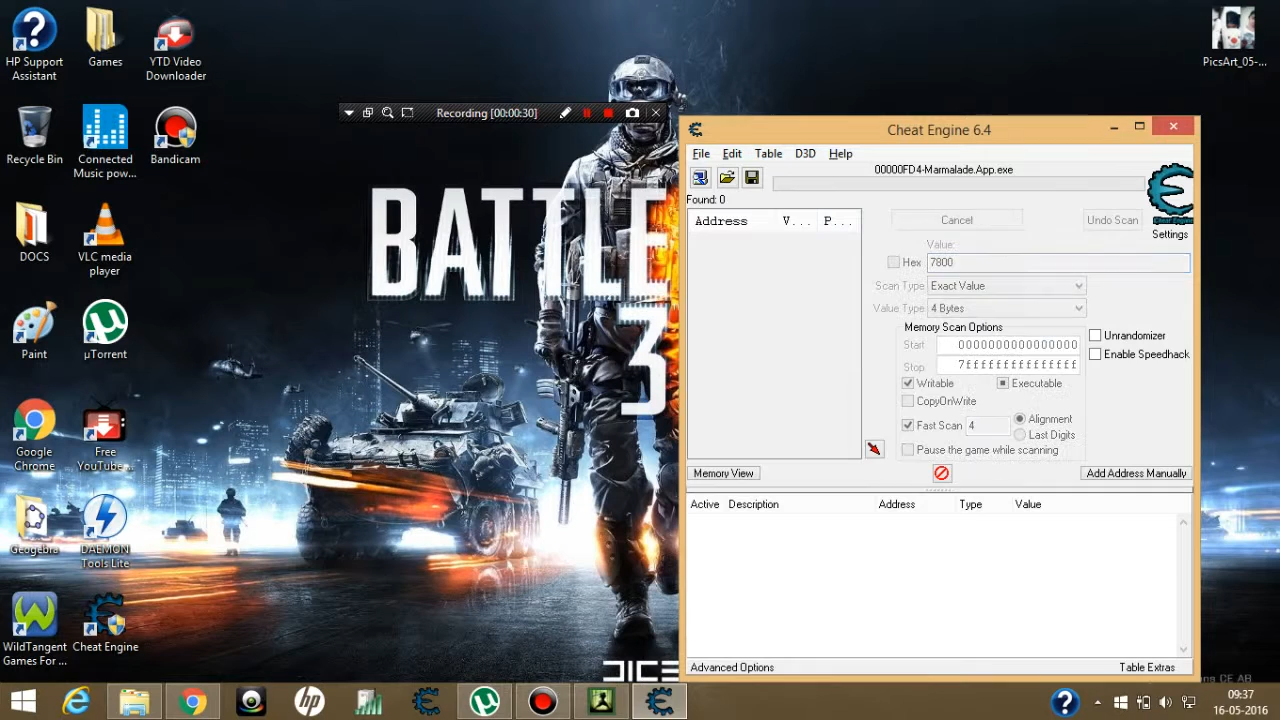 HP Support
Assistant
Games
YTD Video
Downloader
PicsArt_05-...
Recycle Bin
Connected
Music pow...
Bandicam
DOCS
VLC media
player
Paint
µTorrent
Google
Chrome
Free
YouTube...
Geogebra
DAEMON
Tools Lite
WildTangent
Games For ...
Cheat Engine
Recording [00:00:30]
BATTLE
3
DICE
Cheat Engine 6.4
File Edit Table D3D Help
00000FD4-Marmalade.App.exe
Found: 0
Address V... P...
Cancel
Undo Scan
Cheat Engine
Settings
Value:
Hex 7800
Scan Type Exact Value
Value Type 4 Bytes
Memory Scan Options
Start 0000000000000000
Stop 7fffffffffffffff
Unrandomizer
Enable Speedhack
Writable Executable
CopyOnWrite
Fast Scan 4 Alignment
Last Digits
Pause the game while scanning
Memory View
Add Address Manually
Active Description Address Type Value
Advanced Options
Table Extras
CE AB
hp
09:37
16-05-2016